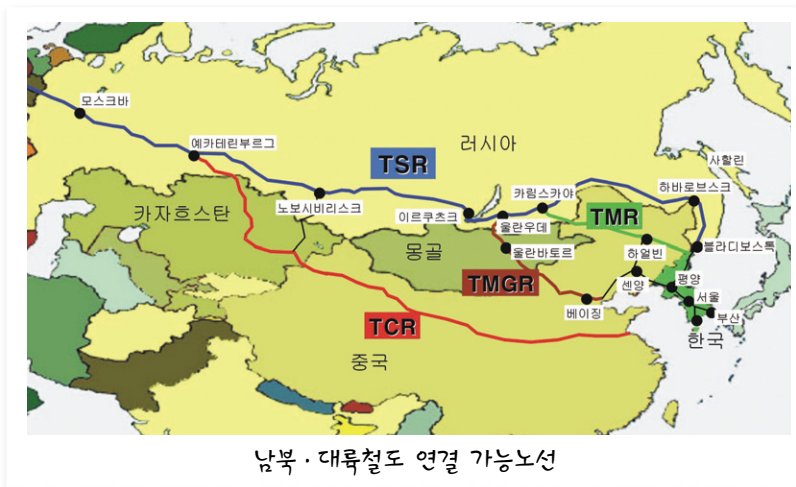 모스크바
예카테린부르그
러시아
TSR
사할린
카림스카야
하바로브스크
노보시비리스크
카자흐스탄
이르쿠츠크
TMR
울란우데
몽골
울란바토르
하얼빈
블라디보스톡
TMGR
센양
평양
서울
베이징
부산
TCR
한국
중국
남북·대륙철도 연결 가능노선